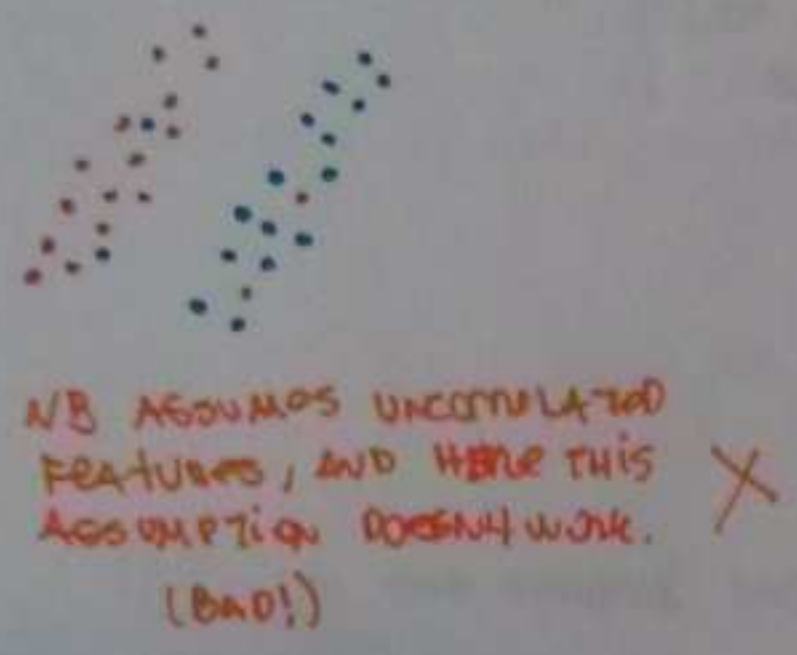 NB ASSUMES UNCORRELATED
FEATURES, AND HERE THIS
ASSUMPTION DOESN'T WORK.
(BAD!)
X